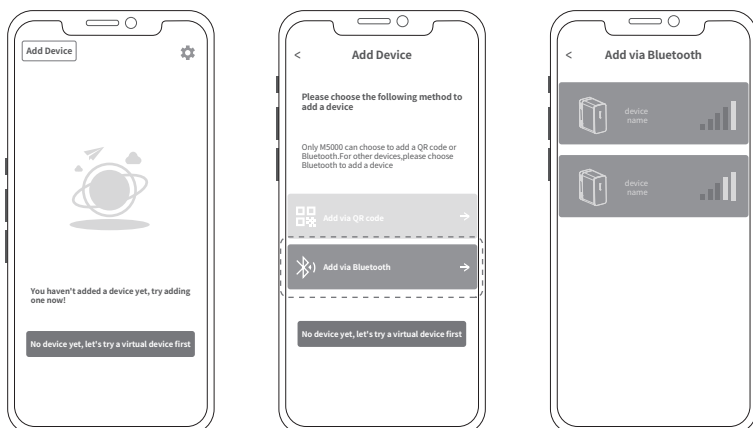 Add Device
You haven't added a device yet, try adding
one now!
No device yet, let's try a virtual device first
<
Add Device
Please choose the following method to
add a device
Only M5000 can choose to add a QR code or
Bluetooth.For other devices,please choose
Bluetooth to add a device
Add via QR code
Add via Bluetooth
No device yet, let's try a virtual device first
<
Add via Bluetooth
device
name
device
name